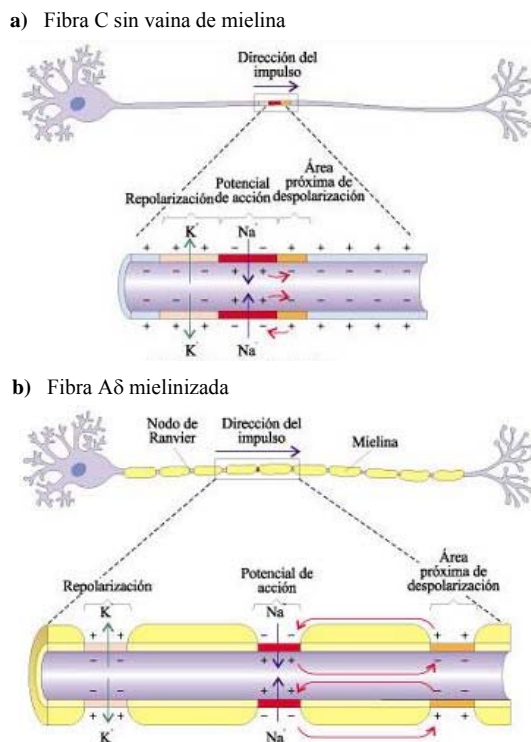 a) Fibra C sin vaina de mielina
Dirección del
impulso
Área
próxima de
despolarización
Potencial
de acción
Repolarización
+ + + + - - - - + + + + + +
K+ Na+
- - - - + + - - - - - -
- - - - + + - - - - - -
+ + + + - - - - + + + + + +
K+ Na+
b) Fibra Aδ mielinizada
Nodo de
Ranvier
Dirección del
impulso
Mielina
Área
próxima de
despolarización
Repolarización
Potencial de
acción
K Na
+ + - - + +
- - + + - -
- - + + - -
+ + - - + +
K+ Na+